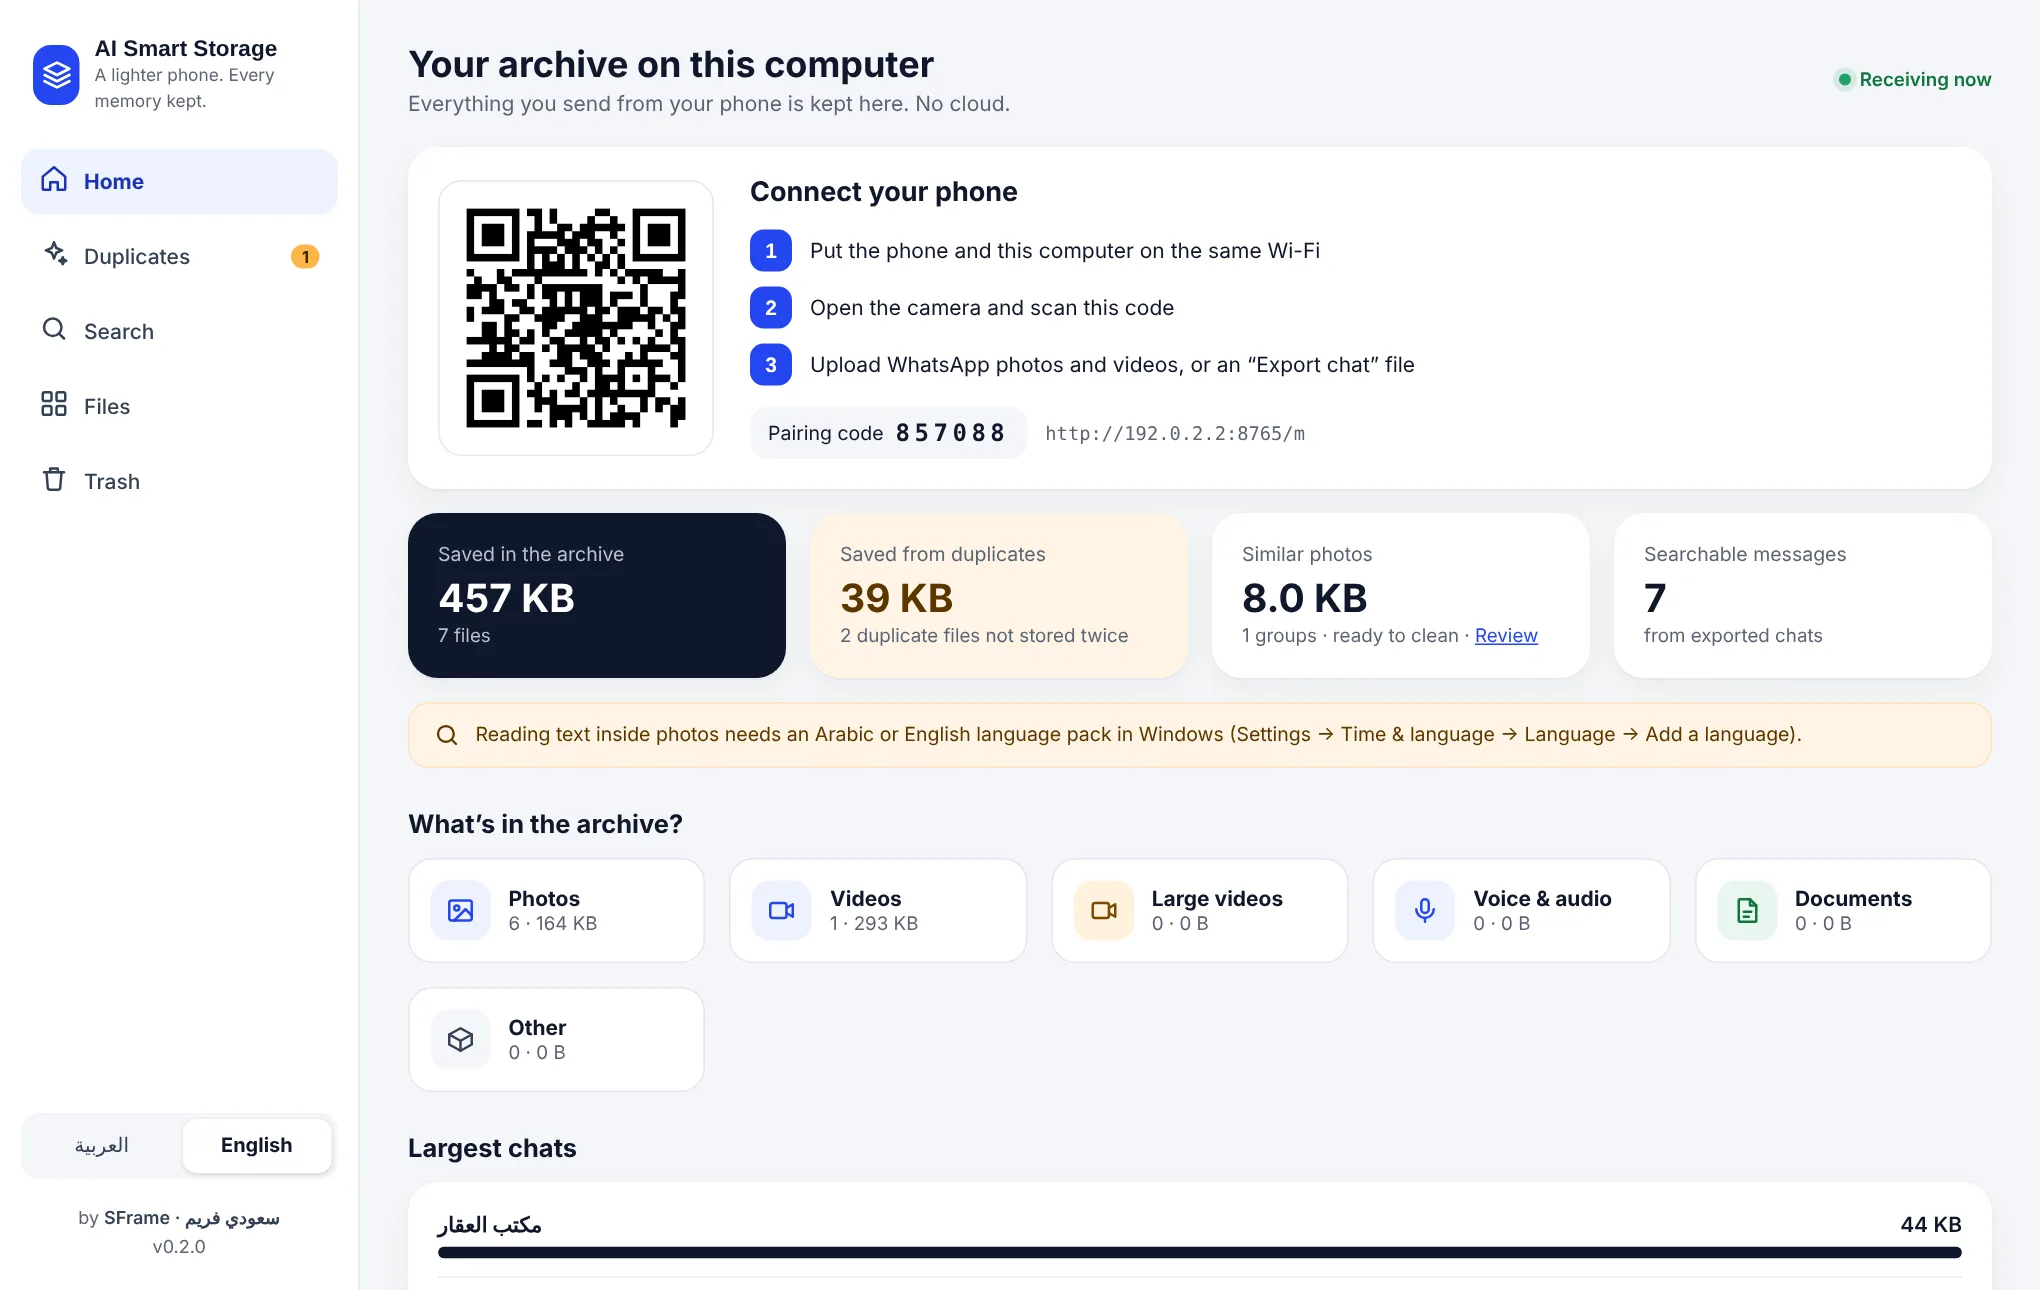 AI Smart Storage
A lighter phone. Every
memory kept.
Home
Duplicates 1
Search
Files
Trash
العربية English
by SFrame · سعودي فريم
v0.2.0
Your archive on this computer
Everything you send from your phone is kept here. No cloud.
Receiving now
Connect your phone
1 Put the phone and this computer on the same Wi-Fi
2 Open the camera and scan this code
3 Upload WhatsApp photos and videos, or an “Export chat” file
Pairing code 857088 http://192.0.2.2:8765/m
Saved in the archive
457 KB
7 files
Saved from duplicates
39 KB
2 duplicate files not stored twice
Similar photos
8.0 KB
1 groups · ready to clean · Review
Searchable messages
7
from exported chats
Reading text inside photos needs an Arabic or English language pack in Windows (Settings → Time & language → Language → Add a language).
What’s in the archive?
Photos
6 · 164 KB
Videos
1 · 293 KB
Large videos
0 · 0 B
Voice & audio
0 · 0 B
Documents
0 · 0 B
Other
0 · 0 B
Largest chats
مكتب العقار 44 KB